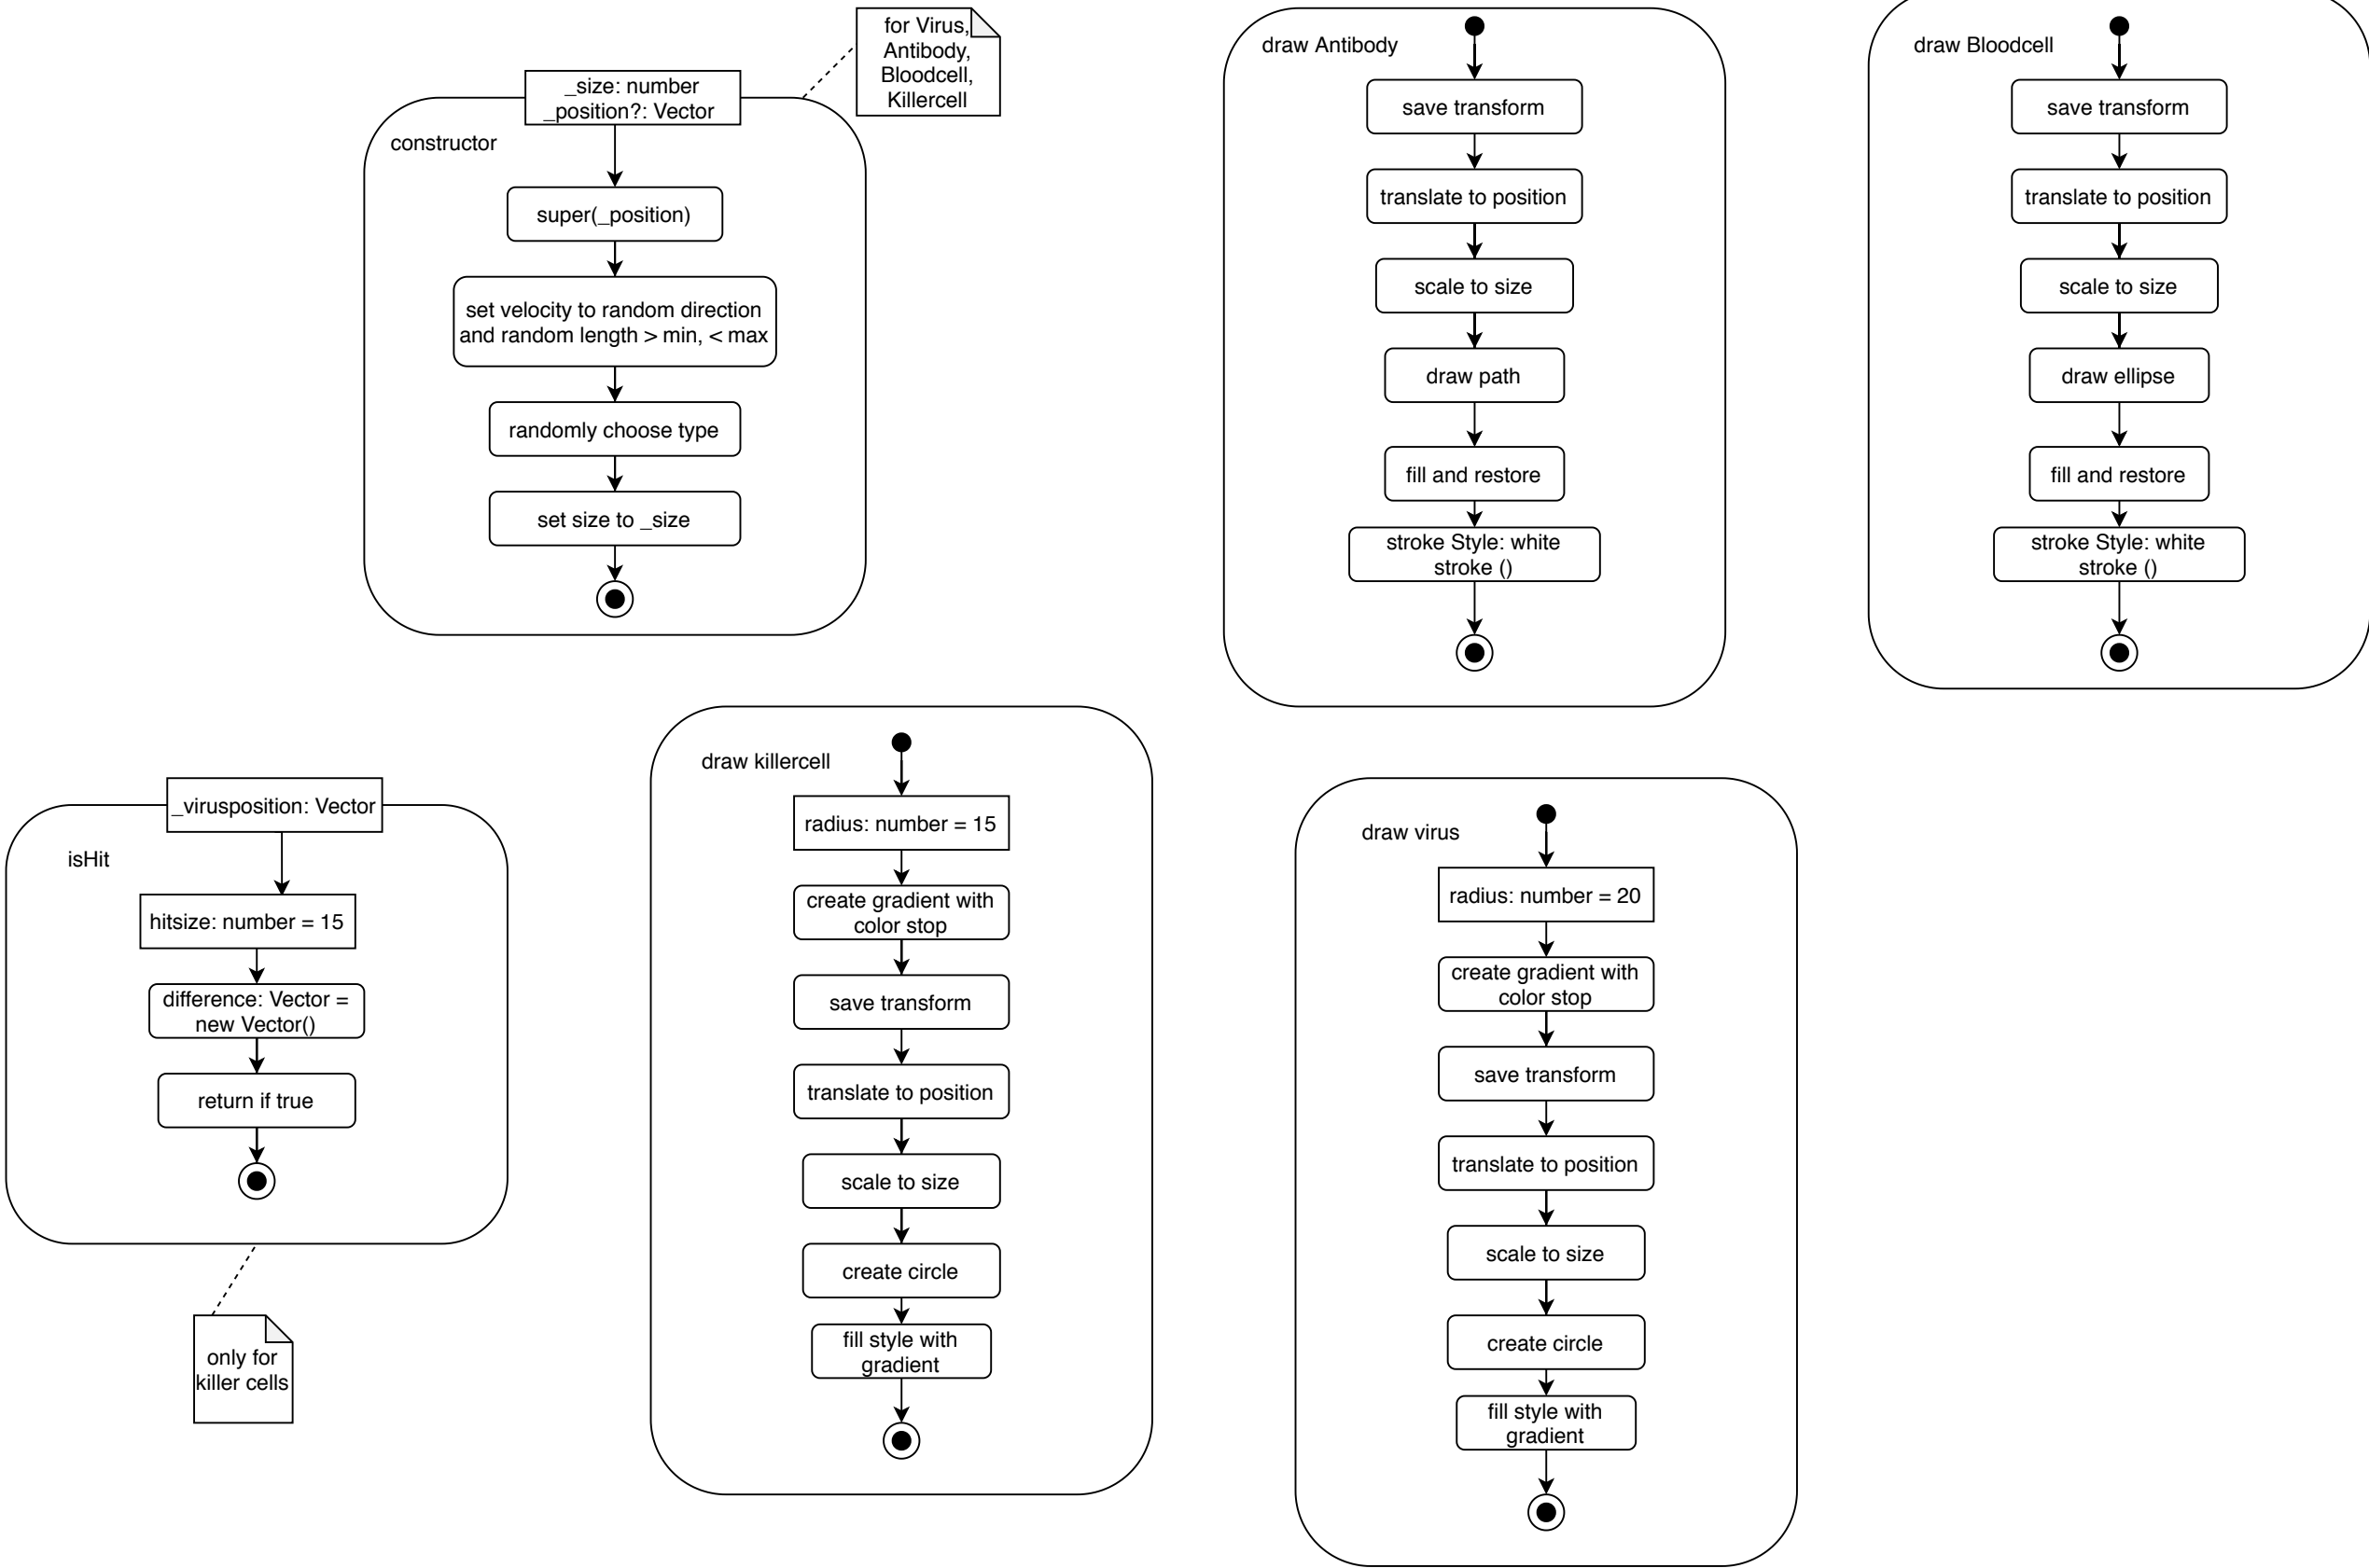 for Virus,
Antibody,
Bloodcell,
Killercell
_size: number
_position?: Vector
constructor
super(_position)
set velocity to random direction
and random length > min, < max
randomly choose type
set size to _size
draw Antibody
save transform
translate to position
scale to size
draw path
fill and restore
stroke Style: white
stroke ()
draw Bloodcell
save transform
translate to position
scale to size
draw ellipse
fill and restore
stroke Style: white
stroke ()
_virusposition: Vector
isHit
hitsize: number = 15
difference: Vector =
new Vector()
return if true
only for
killer cells
draw killercell
radius: number = 15
create gradient with
color stop
save transform
translate to position
scale to size
create circle
fill style with
gradient
draw virus
radius: number = 20
create gradient with
color stop
save transform
translate to position
scale to size
create circle
fill style with
gradient